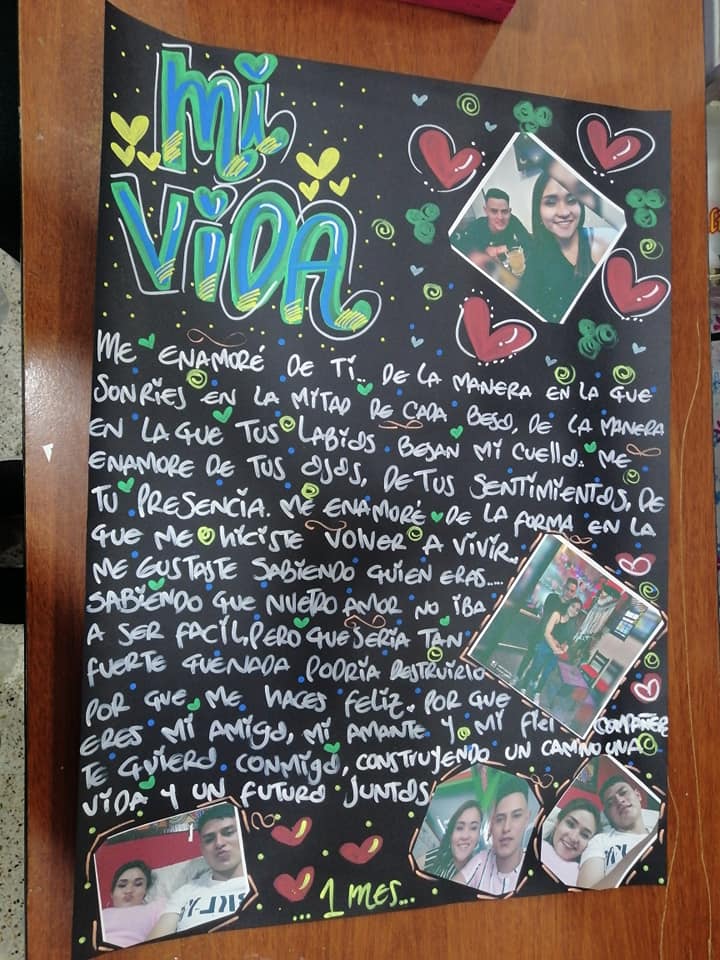 Mi
ViDA
ME ENAMORÉ DE Ti.. DE LA MANERA EN LA QUE
SONRIES EN LA MITAD DE CADA BESO, DE LA MANERA
EN LA QUE TUS LABIOS BESAN MI CUELLO. ME
ENAMORE DE TUS OJOS, DE TUS SENTIMIENTOS, DE
TU PRESENCIA. ME ENAMORÉ DE LA FORMA EN LA
QUE ME HICISTE VOLVER A VIVIR,
ME GUSTASTE SABIENDO QUIEN ERAS.....
SABIENDO QUE NUETRO AMOR NO IBA
A SER FACIL, PERO QUE SERIA TAN
FUERTE QUE NADA PODRIA DESTRUIRLO
POR QUE ME HACES FELIZ. POR QUE
ERES MI AMIGO, MI AMANTE Y MI FIEL COMPAÑER
TE QUIERO CONMIGO, CONSTRUYENDO UN CAMINO UNA
VIDA Y UN FUTURO JUNTOS
..1 MES...